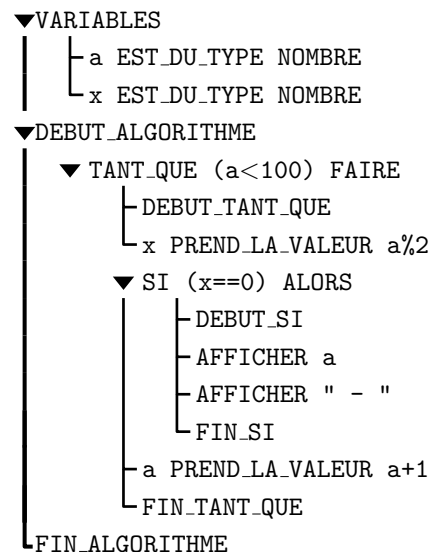 ▼VARIABLES
a EST_DU_TYPE NOMBRE
x EST_DU_TYPE NOMBRE
▼DEBUT_ALGORITHME
▼ TANT_QUE (a<100) FAIRE
DEBUT_TANT_QUE
x PREND_LA_VALEUR a%2
▼ SI (x==0) ALORS
DEBUT_SI
AFFICHER a
AFFICHER " - "
FIN_SI
a PREND_LA_VALEUR a+1
FIN_TANT_QUE
FIN_ALGORITHME